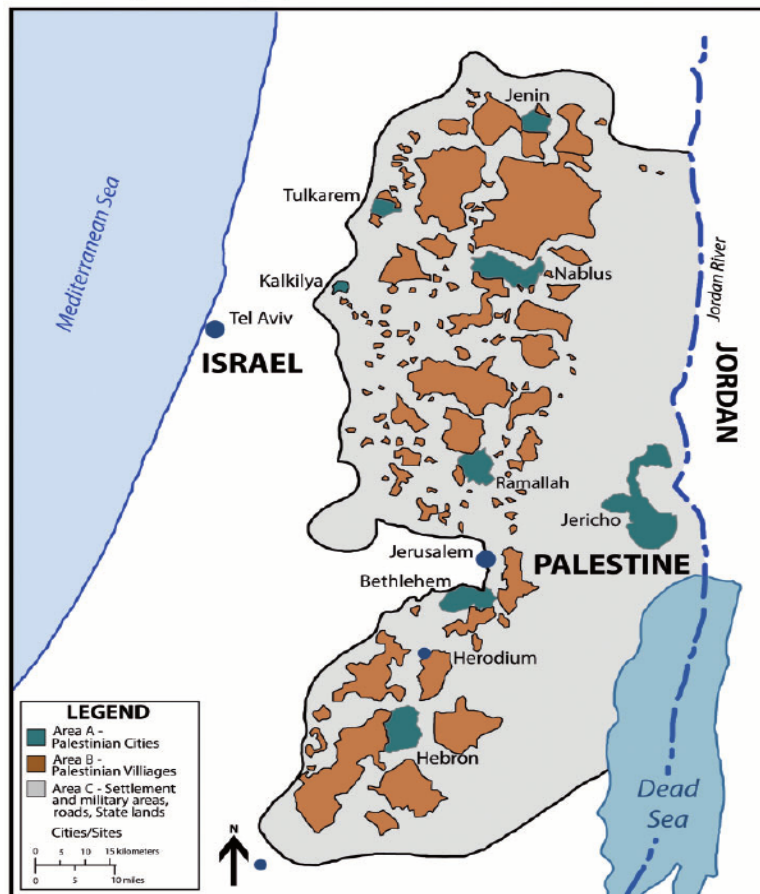 Jenin
Tulkarem
Mediterranean Sea
Nablus
Jordan River
Kalkilya
Tel Aviv
ISRAEL
JORDAN
Ramallah
Jericho
Jerusalem
PALESTINE
Bethlehem
Herodium
Hebron
Dead
Sea
LEGEND
Area A -
Palestinian Cities
Area B -
Palestinian Villiages
Area C - Settlement
and military areas,
roads, State lands
Cities/Sites
0 5 10 15 kilometers
0 5 10 miles
N